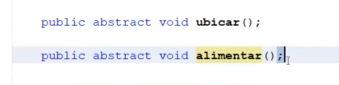 public abstract void ubicar();
public abstract void alimentar();